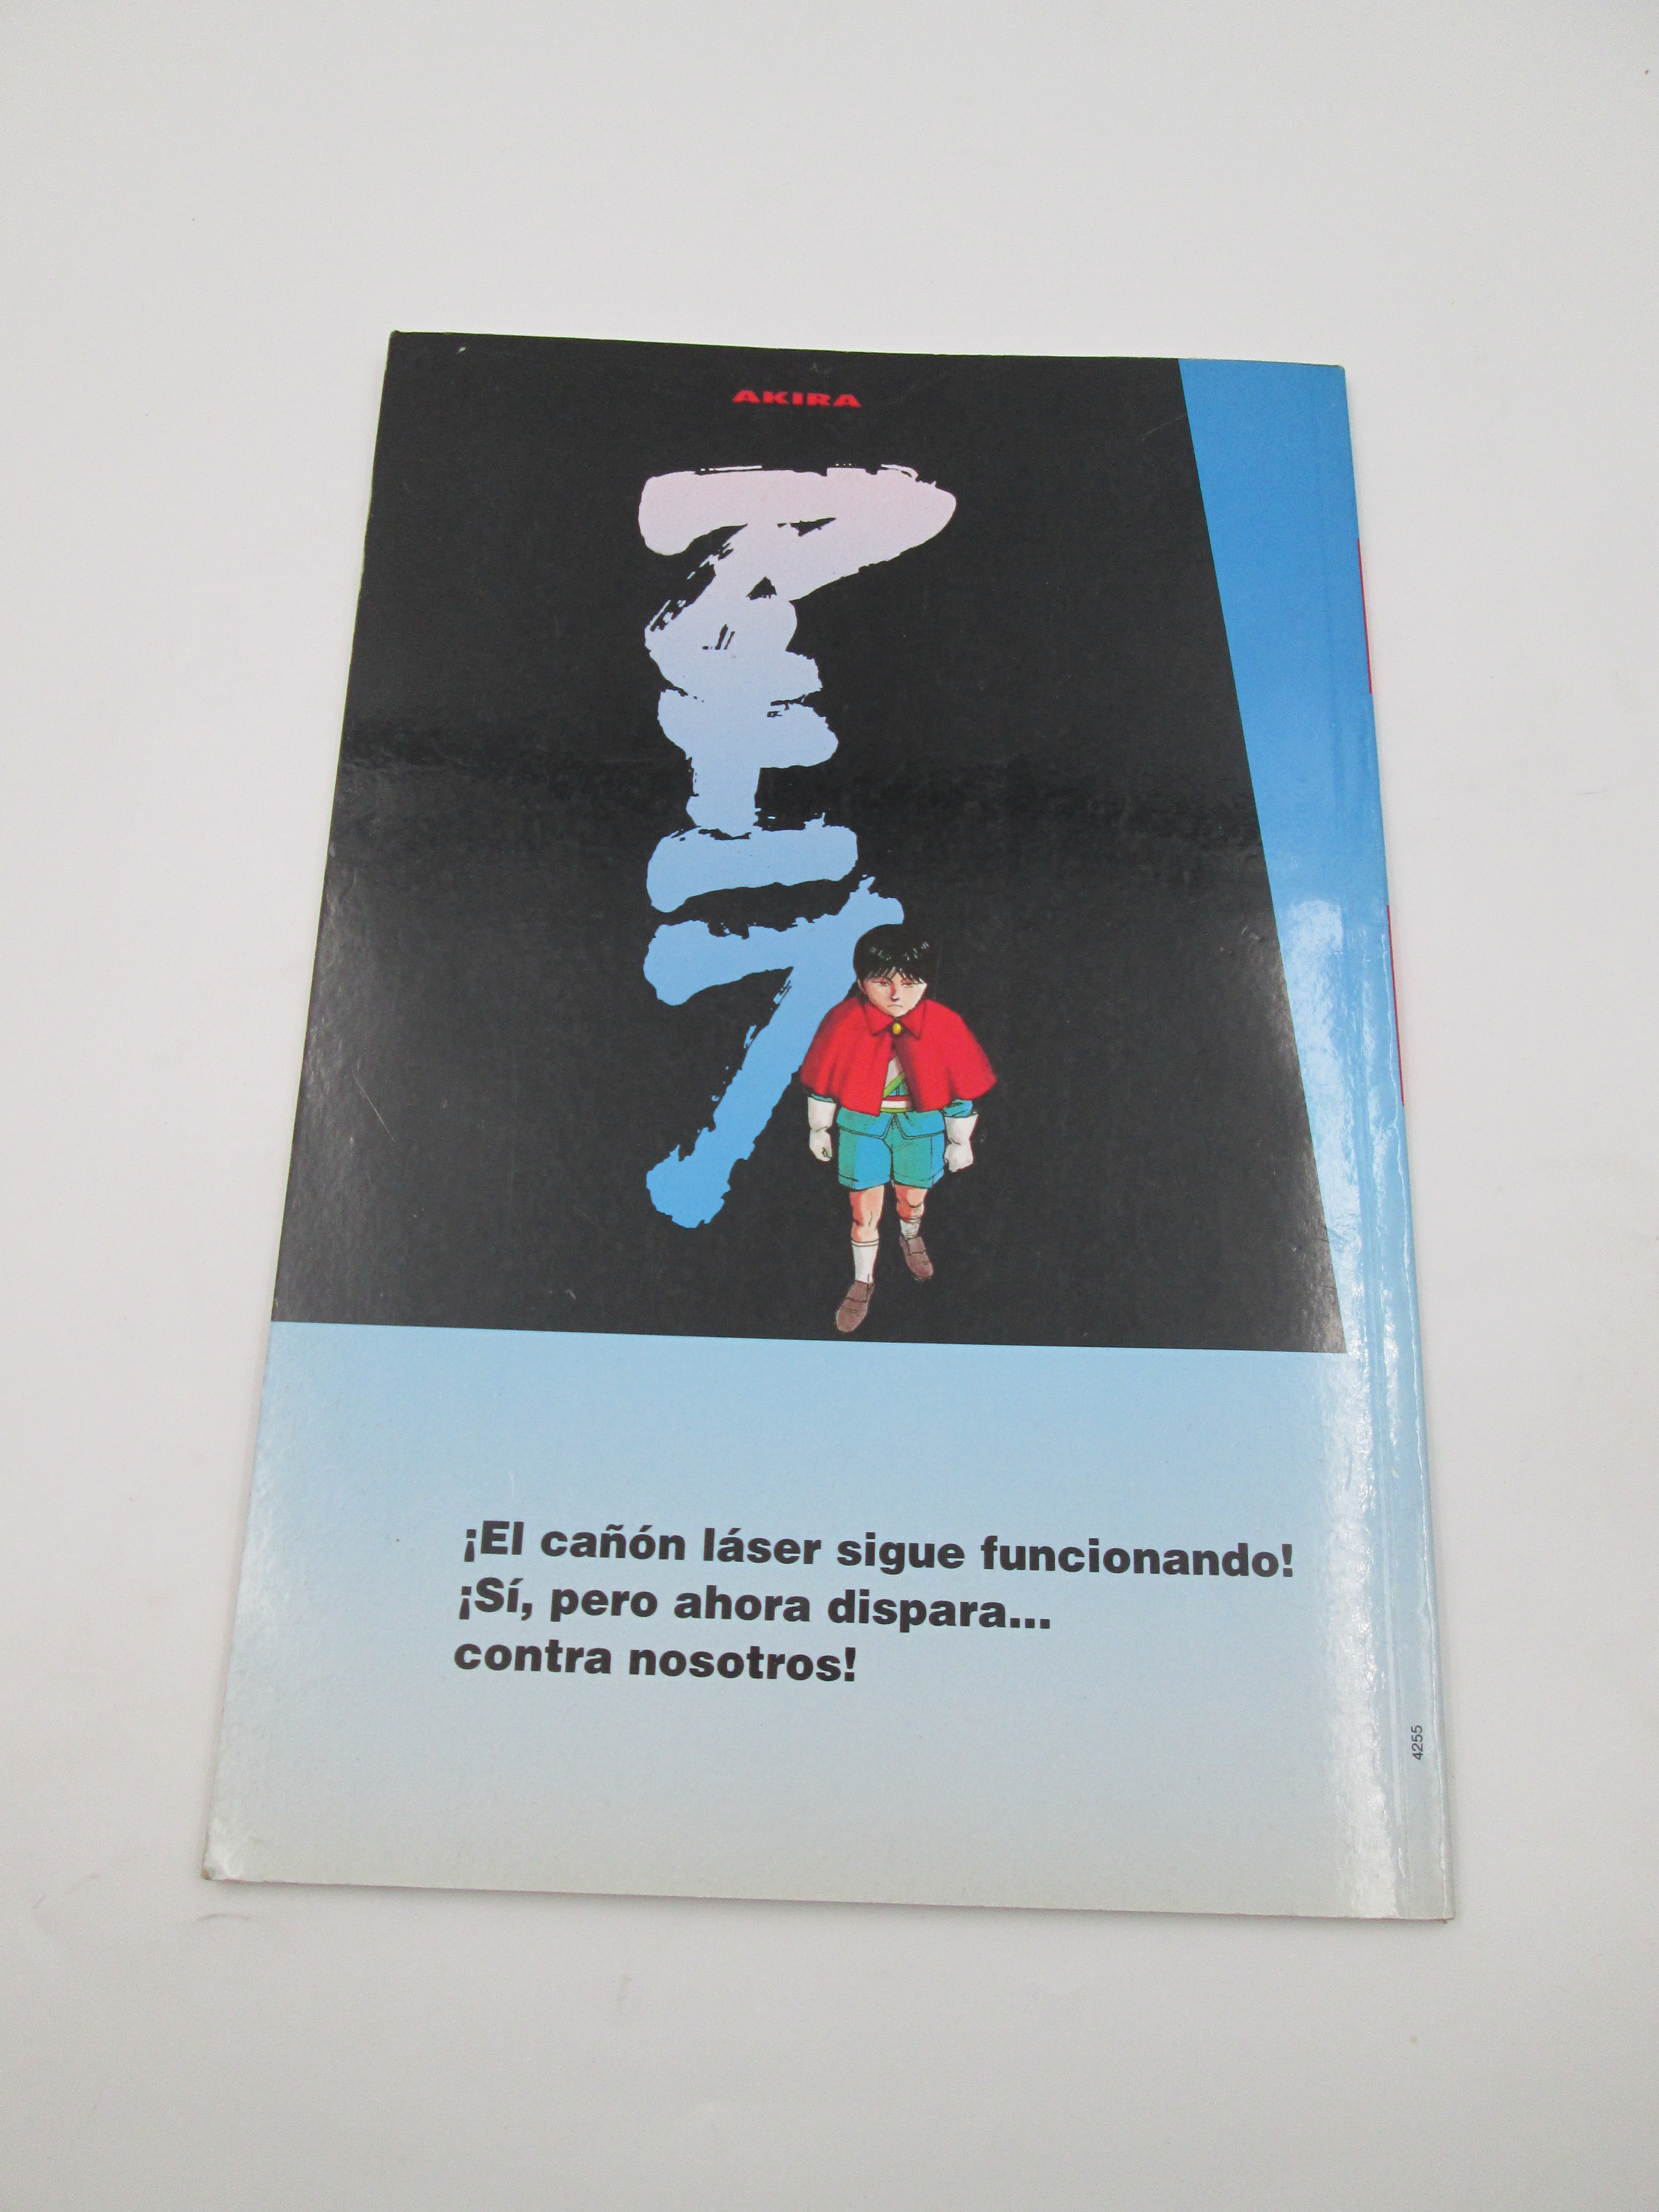 AKIRA
アキラ
¡El cañón láser sigue funcionando!
¡Sí, pero ahora dispara...
contra nosotros!
4255